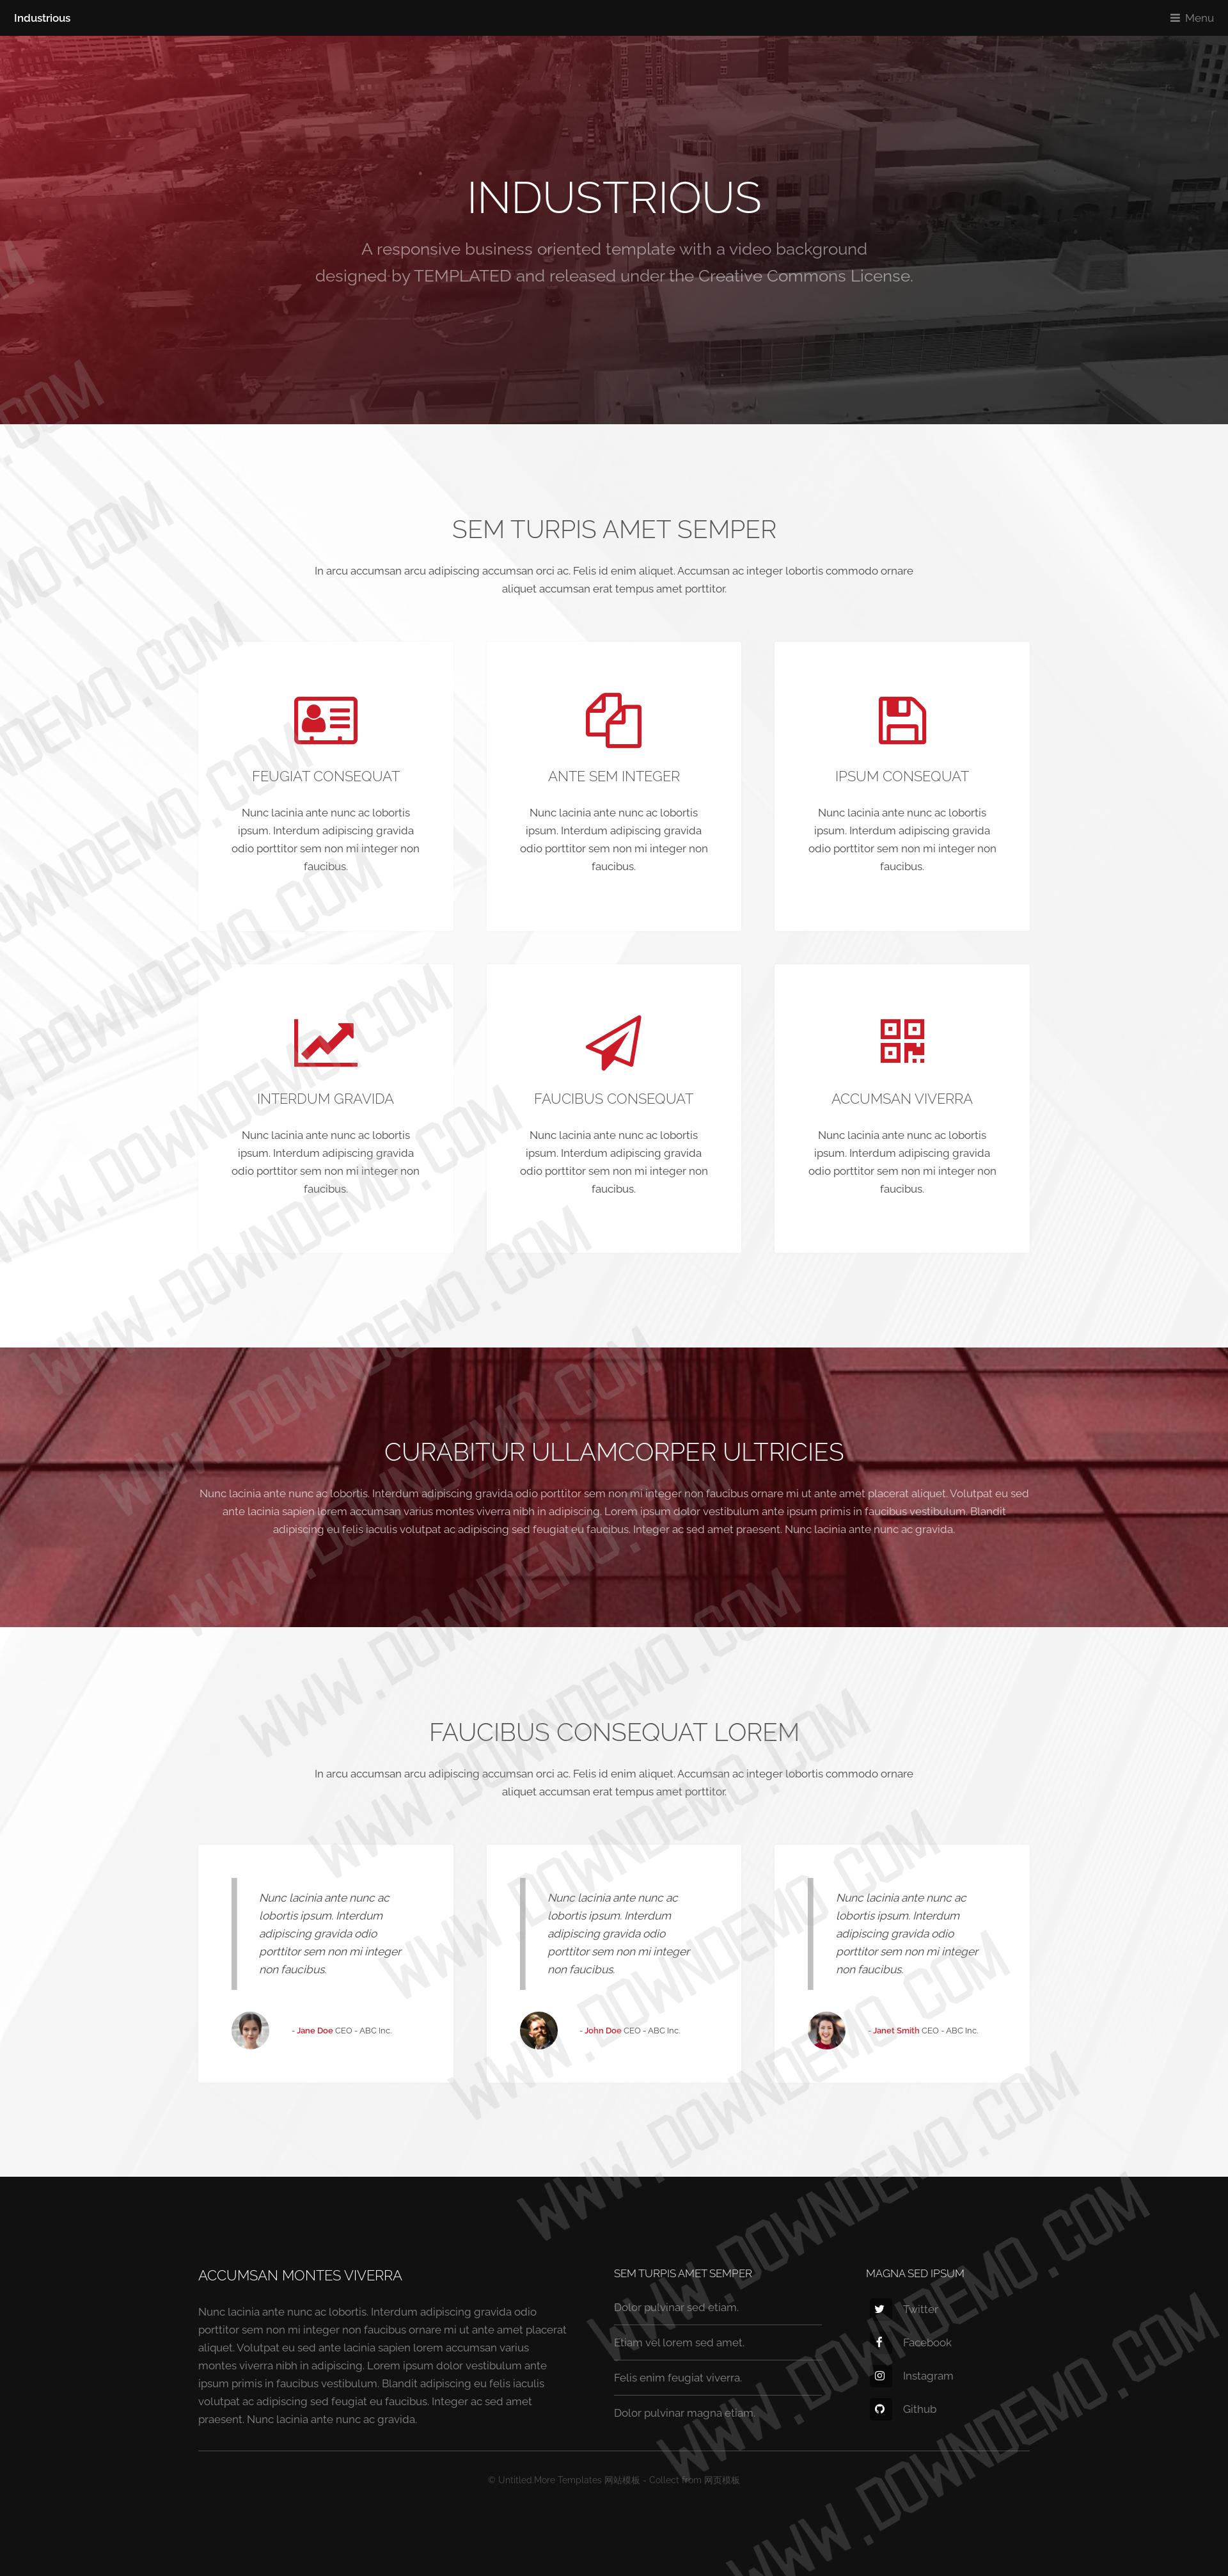 Industrious
Menu
INDUSTRIOUS
A responsive business oriented template with a video background
designed by TEMPLATED and released under the Creative Commons License.
SEM TURPIS AMET SEMPER
In arcu accumsan arcu adipiscing accumsan orci ac. Felis id enim aliquet. Accumsan ac integer lobortis commodo ornare
aliquet accumsan erat tempus amet porttitor.
FEUGIAT CONSEQUAT
Nunc lacinia ante nunc ac lobortis
ipsum. Interdum adipiscing gravida
odio porttitor sem non mi integer non
faucibus.
ANTE SEM INTEGER
Nunc lacinia ante nunc ac lobortis
ipsum. Interdum adipiscing gravida
odio porttitor sem non mi integer non
faucibus.
IPSUM CONSEQUAT
Nunc lacinia ante nunc ac lobortis
ipsum. Interdum adipiscing gravida
odio porttitor sem non mi integer non
faucibus.
INTERDUM GRAVIDA
Nunc lacinia ante nunc ac lobortis
ipsum. Interdum adipiscing gravida
odio porttitor sem non mi integer non
faucibus.
FAUCIBUS CONSEQUAT
Nunc lacinia ante nunc ac lobortis
ipsum. Interdum adipiscing gravida
odio porttitor sem non mi integer non
faucibus.
ACCUMSAN VIVERRA
Nunc lacinia ante nunc ac lobortis
ipsum. Interdum adipiscing gravida
odio porttitor sem non mi integer non
faucibus.
CURABITUR ULLAMCORPER ULTRICIES
Nunc lacinia ante nunc ac lobortis. Interdum adipiscing gravida odio porttitor sem non mi integer non faucibus ornare mi ut ante amet placerat aliquet. Volutpat eu sed
ante lacinia sapien lorem accumsan varius montes viverra nibh in adipiscing. Lorem ipsum dolor vestibulum ante ipsum primis in faucibus vestibulum. Blandit
adipiscing eu felis iaculis volutpat ac adipiscing sed feugiat eu faucibus. Integer ac sed amet praesent. Nunc lacinia ante nunc ac gravida.
FAUCIBUS CONSEQUAT LOREM
In arcu accumsan arcu adipiscing accumsan orci ac. Felis id enim aliquet. Accumsan ac integer lobortis commodo ornare
aliquet accumsan erat tempus amet porttitor.
Nunc lacinia ante nunc ac
lobortis ipsum. Interdum
adipiscing gravida odio
porttitor sem non mi integer
non faucibus.
- Jane Doe CEO - ABC Inc.
Nunc lacinia ante nunc ac
lobortis ipsum. Interdum
adipiscing gravida odio
porttitor sem non mi integer
non faucibus.
- John Doe CEO - ABC Inc.
Nunc lacinia ante nunc ac
lobortis ipsum. Interdum
adipiscing gravida odio
porttitor sem non mi integer
non faucibus.
- Janet Smith CEO - ABC Inc.
ACCUMSAN MONTES VIVERRA
Nunc lacinia ante nunc ac lobortis. Interdum adipiscing gravida odio
porttitor sem non mi integer non faucibus ornare mi ut ante amet placerat
aliquet. Volutpat eu sed ante lacinia sapien lorem accumsan varius
montes viverra nibh in adipiscing. Lorem ipsum dolor vestibulum ante
ipsum primis in faucibus vestibulum. Blandit adipiscing eu felis iaculis
volutpat ac adipiscing sed feugiat eu faucibus. Integer ac sed amet
praesent. Nunc lacinia ante nunc ac gravida.
SEM TURPIS AMET SEMPER
Dolor pulvinar sed etiam.
Etiam vel lorem sed amet.
Felis enim feugiat viverra.
Dolor pulvinar magna etiam.
MAGNA SED IPSUM
Twitter
Facebook
Instagram
Github
© Untitled.More Templates 网站模板 - Collect from 网页模板
WWW.DOWNDEMO.COM